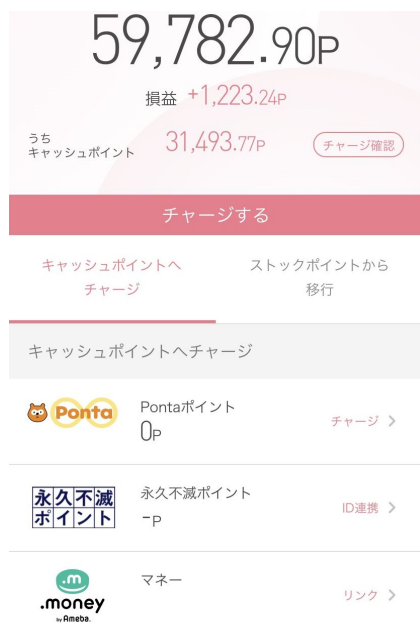 59,782.90P
損益 +1,223.24P
うち
キャッシュポイント
31,493.77P
チャージ確認
チャージする
キャッシュポイントへ
チャージ
ストックポイントから
移行
キャッシュポイントへチャージ
Ponta
Pontaポイント
0P
チャージ
永久不滅
ポイント
永久不滅ポイント
-P
ID連携
.m
.money
by Ameba.
マネー
リンク